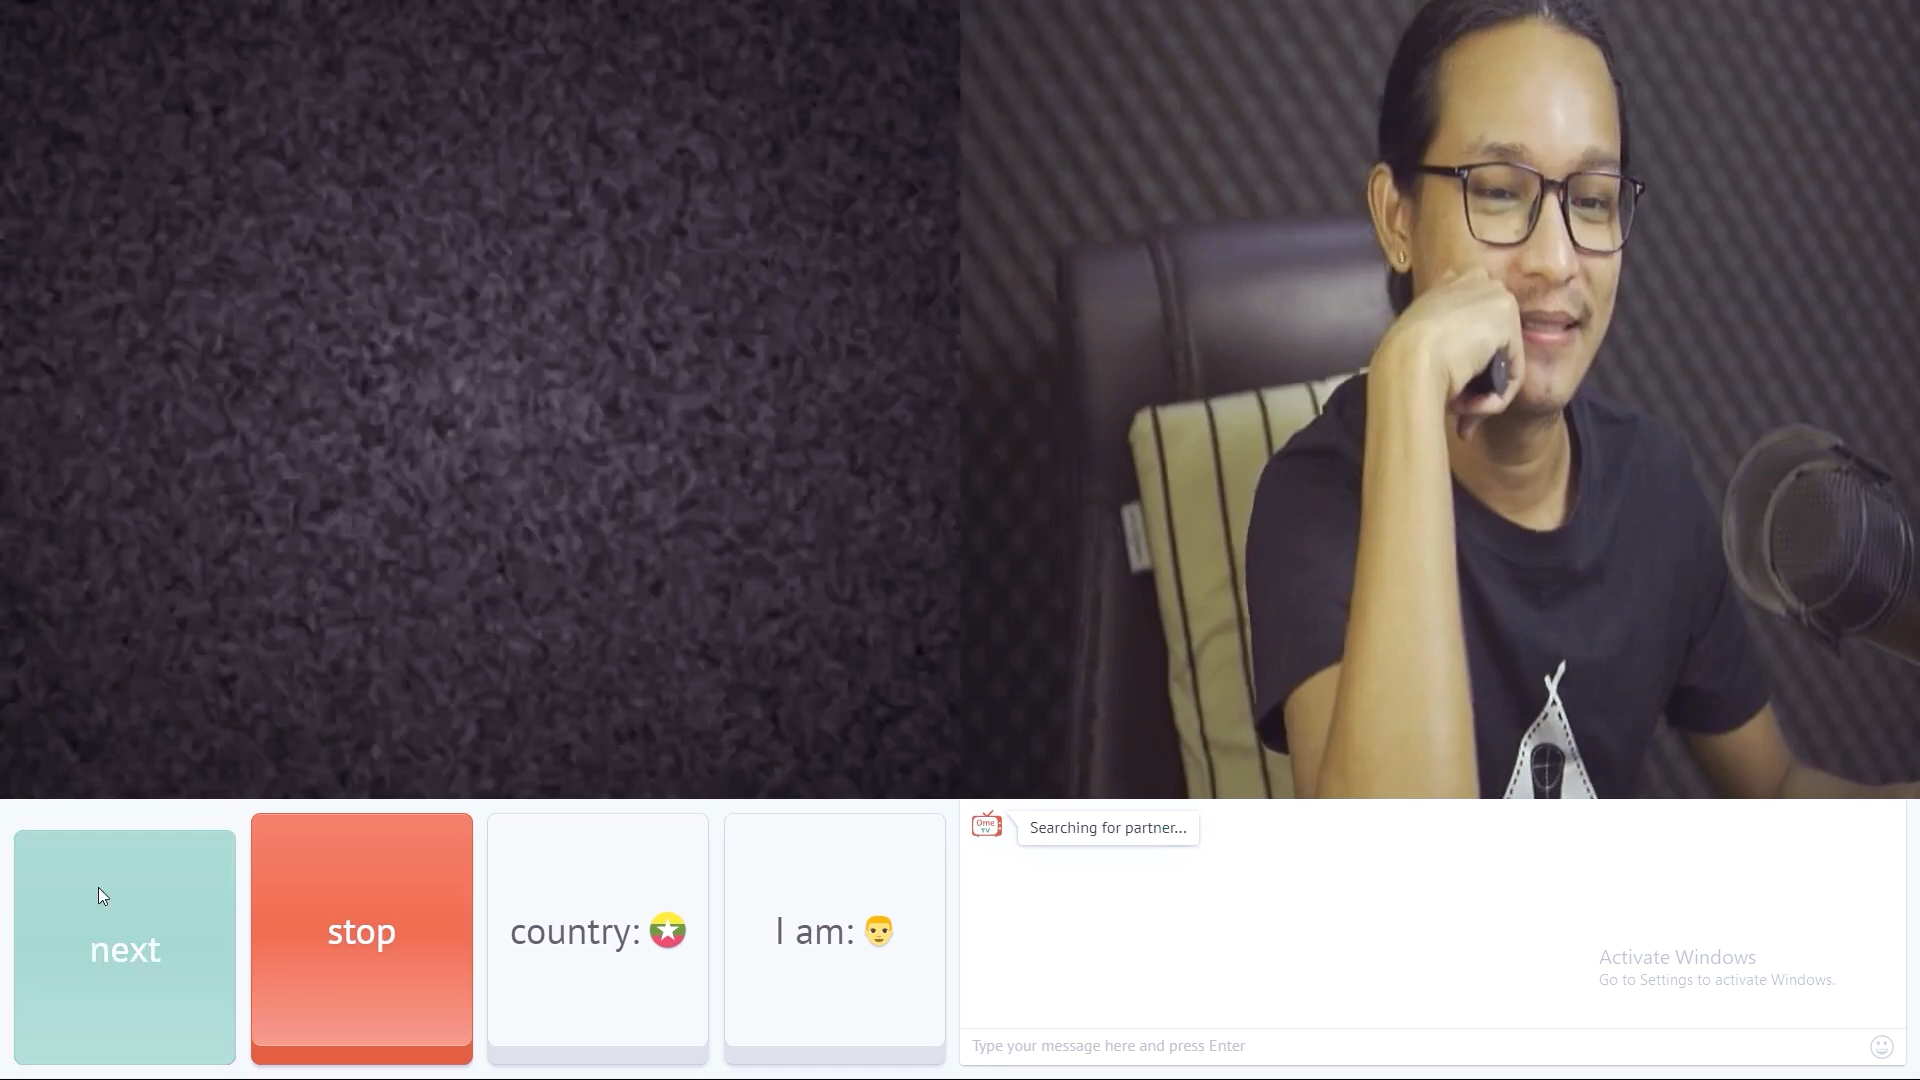 next
stop
country:
I am:
Ome
TV
Searching for partner...
Activate Windows
Go to Settings to activate Windows.
Type your message here and press Enter